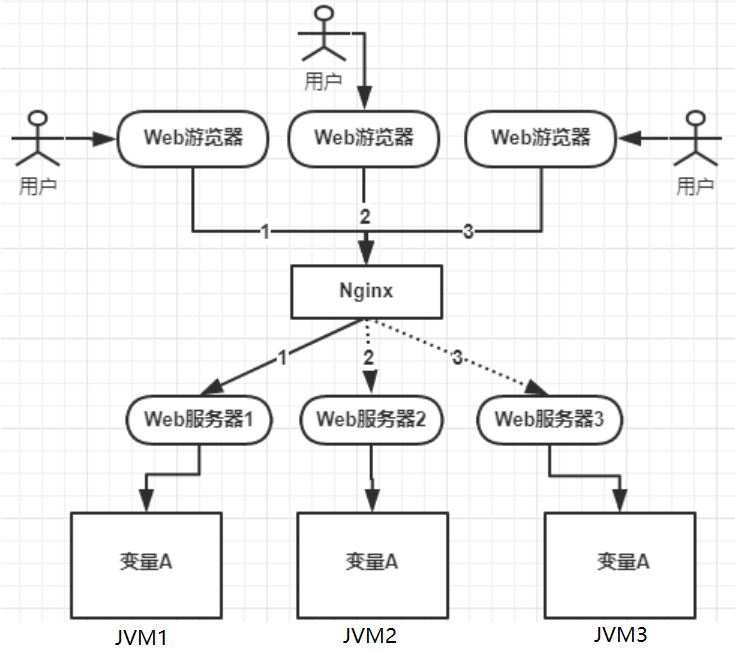 用户
用户
用户
Web游览器
Web游览器
Web游览器
1
2
3
Nginx
1
2
3
Web服务器1
Web服务器2
Web服务器3
变量A
变量A
变量A
JVM1
JVM2
JVM3